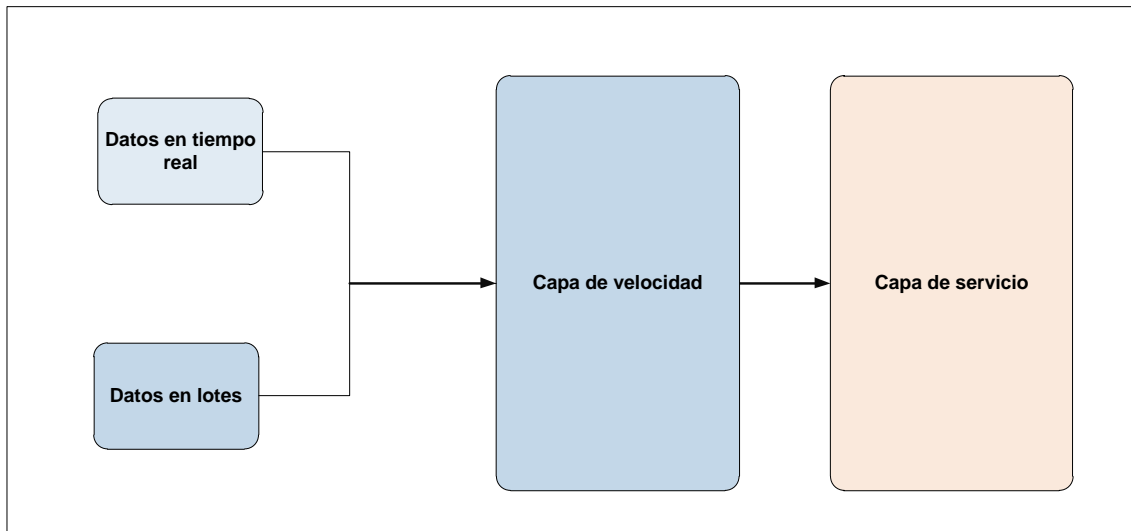 Datos en tiempo
real
Datos en lotes
Capa de velocidad
Capa de servicio